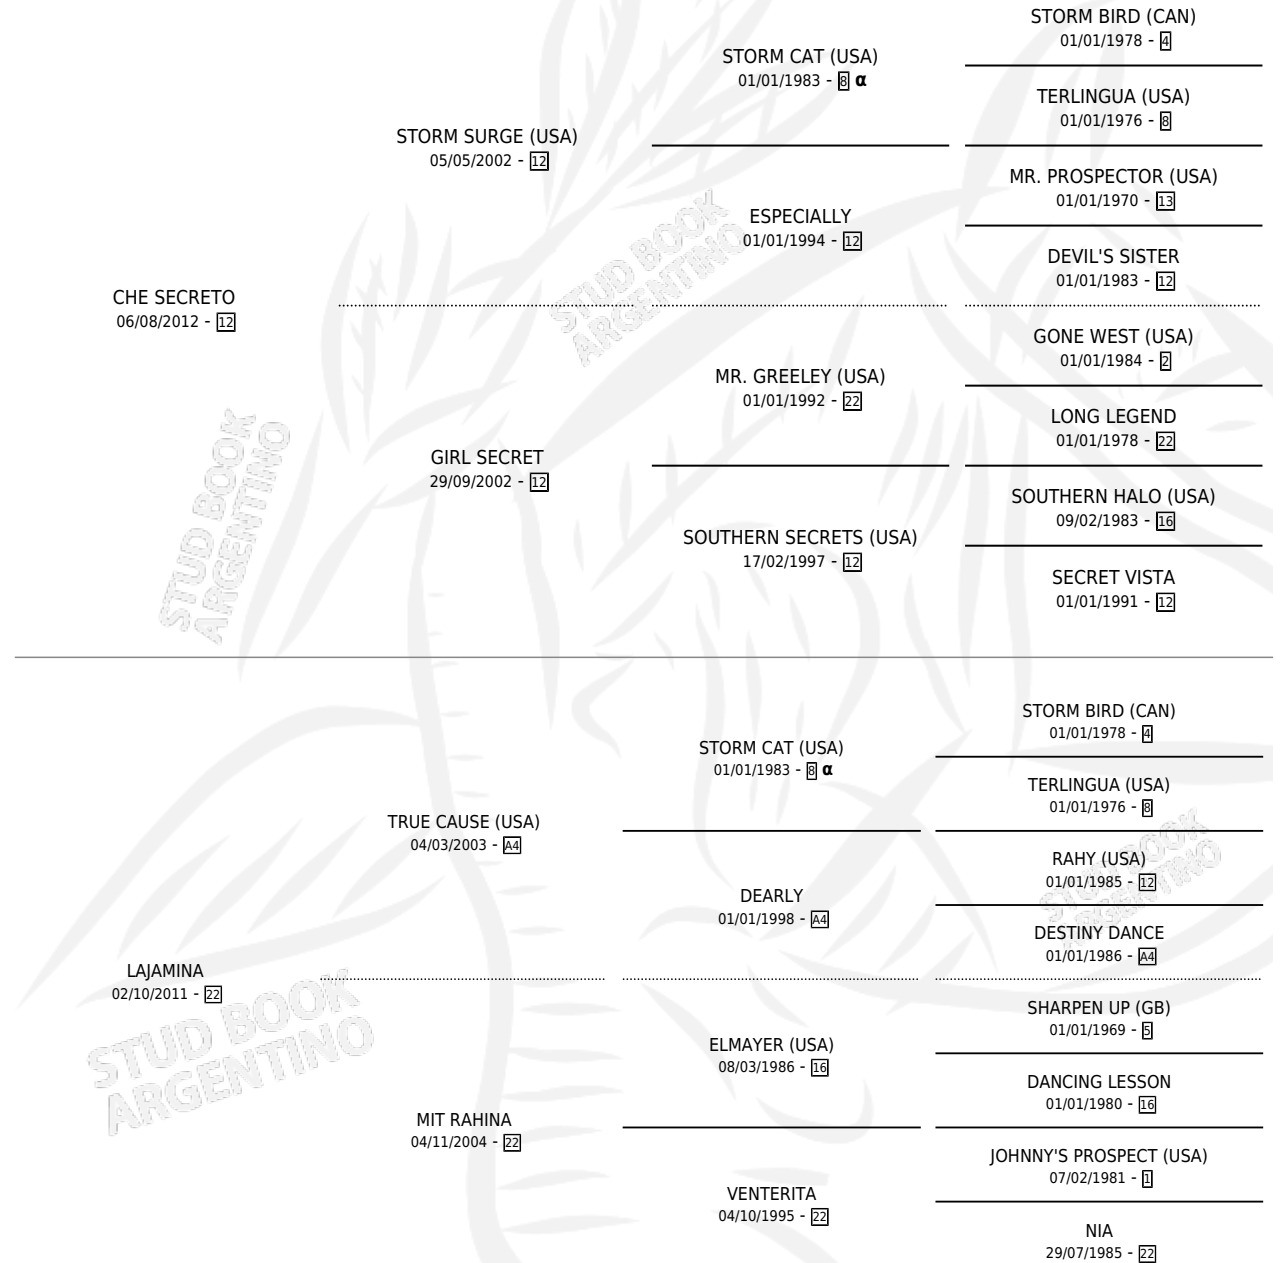 STORM BIRD (CAN)
01/01/1978 - 4
STORM CAT (USA)
01/01/1983 - 8 α
TERLINGUA (USA)
01/01/1976 - 8
STORM SURGE (USA)
05/05/2002 - 12
MR. PROSPECTOR (USA)
01/01/1970 - 13
ESPECIALLY
01/01/1994 - 12
DEVIL'S SISTER
01/01/1983 - 12
CHE SECRETO
06/08/2012 - 12
GONE WEST (USA)
01/01/1984 - 2
MR. GREELEY (USA)
01/01/1992 - 22
LONG LEGEND
01/01/1978 - 22
GIRL SECRET
29/09/2002 - 12
SOUTHERN HALO (USA)
09/02/1983 - 16
SOUTHERN SECRETS (USA)
17/02/1997 - 12
SECRET VISTA
01/01/1991 - 12
STUD BOOK
ARGENTINO
STUD BOOK
ARGENTINO
STORM BIRD (CAN)
01/01/1978 - 4
STORM CAT (USA)
01/01/1983 - 8 α
TERLINGUA (USA)
01/01/1976 - 8
TRUE CAUSE (USA)
04/03/2003 - A4
RAHY (USA)
01/01/1985 - 12
DEARLY
01/01/1998 - A4
DESTINY DANCE
01/01/1986 - A4
LAJAMINA
02/10/2011 - 22
SHARPEN UP (GB)
01/01/1969 - 5
ELMAYER (USA)
08/03/1986 - 16
DANCING LESSON
01/01/1980 - 16
MIT RAHINA
04/11/2004 - 22
JOHNNY'S PROSPECT (USA)
07/02/1981 - 1
VENTERITA
04/10/1995 - 22
NIA
29/07/1985 - 22
STUD BOOK
ARGENTINO
STUD BOOK
ARGENTINO